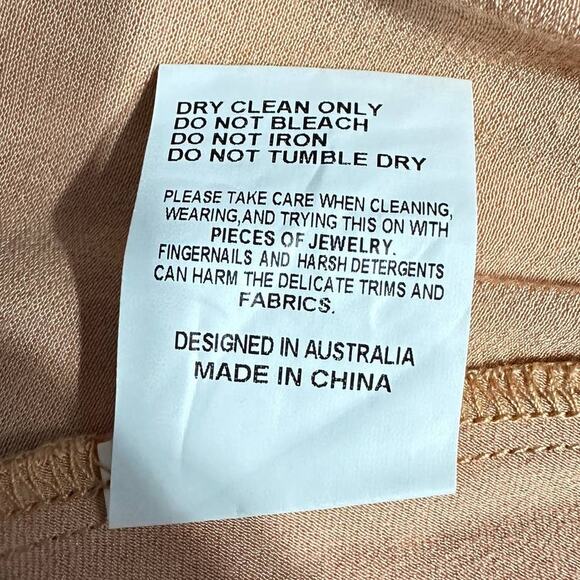 DRY CLEAN ONLY
DO NOT BLEACH
DO NOT IRON
DO NOT TUMBLE DRY
PLEASE TAKE CARE WHEN CLEANING,
WEARING,AND TRYING THIS ON WITH
PIECES OF JEWELRY.
FINGERNAILS AND HARSH DETERGENTS
CAN HARM THE DELICATE TRIMS AND
FABRICS.
DESIGNED IN AUSTRALIA
MADE IN CHINA